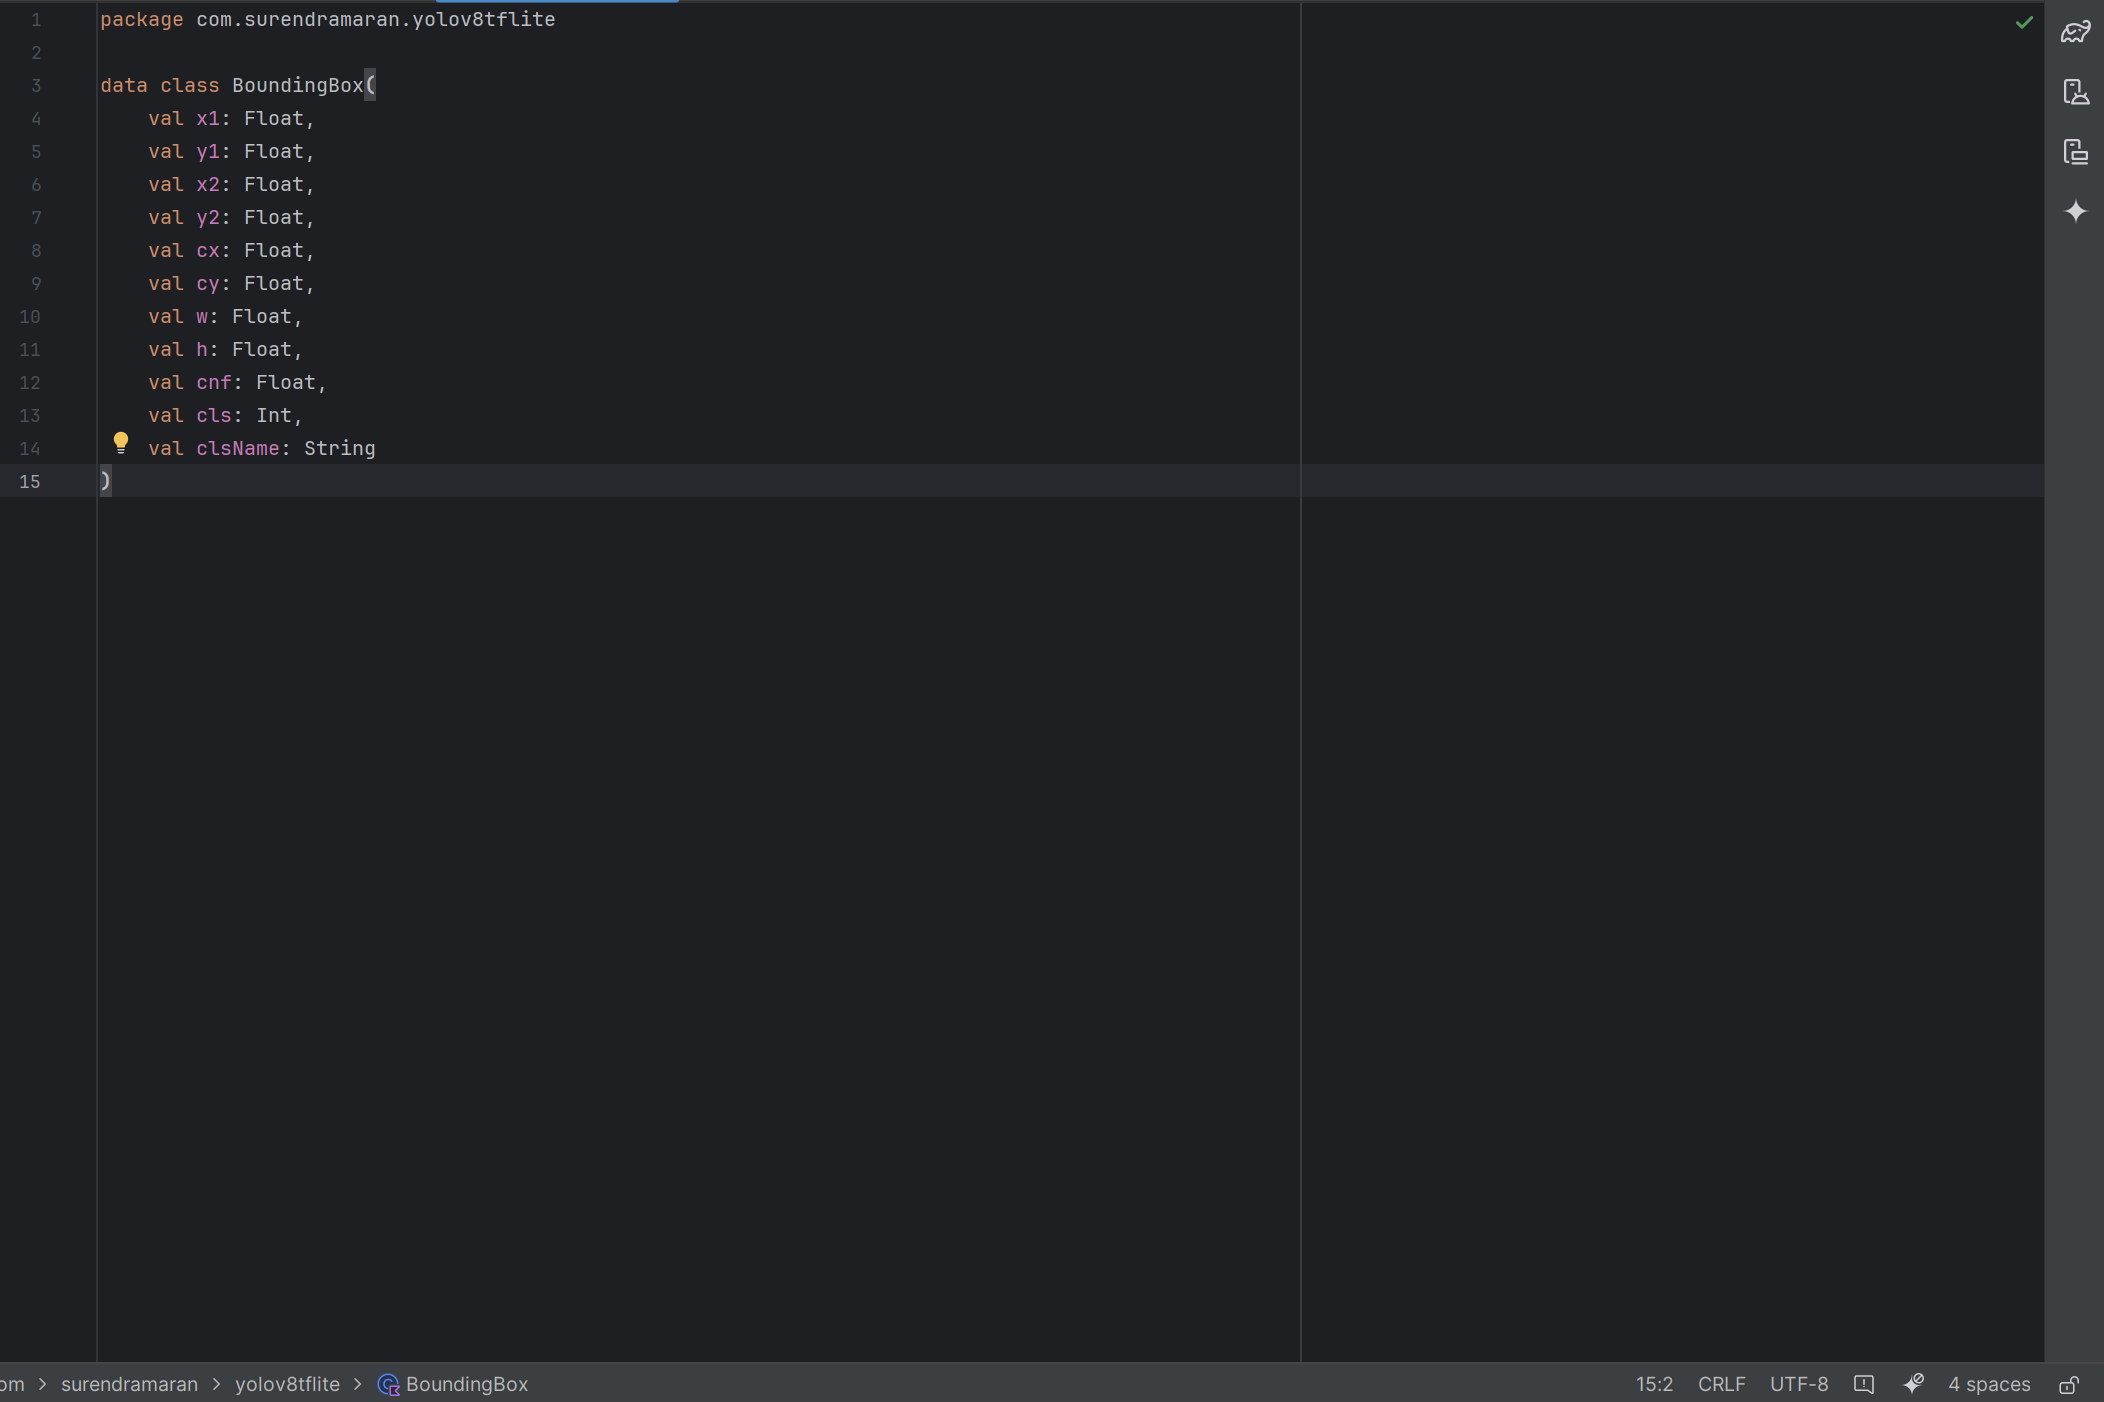 1 package com.surendramaran.yolov8tflite
2
3 data class BoundingBox(
4 val x1: Float,
5 val y1: Float,
6 val x2: Float,
7 val y2: Float,
8 val cx: Float,
9 val cy: Float,
10 val w: Float,
11 val h: Float,
12 val cnf: Float,
13 val cls: Int,
14 val clsName: String
15 )
om > surendramaran > yolov8tflite > BoundingBox 15:2 CRLF UTF-8 4 spaces